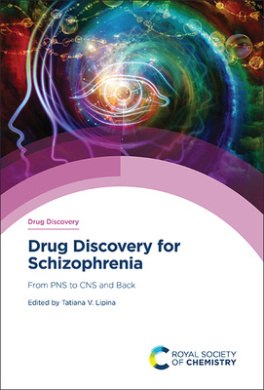 Drug Discovery
Drug Discovery for
Schizophrenia
From PNS to CNS and Back
Edited by Tatiana V. Lipina
ROYAL SOCIETY
OF CHEMISTRY